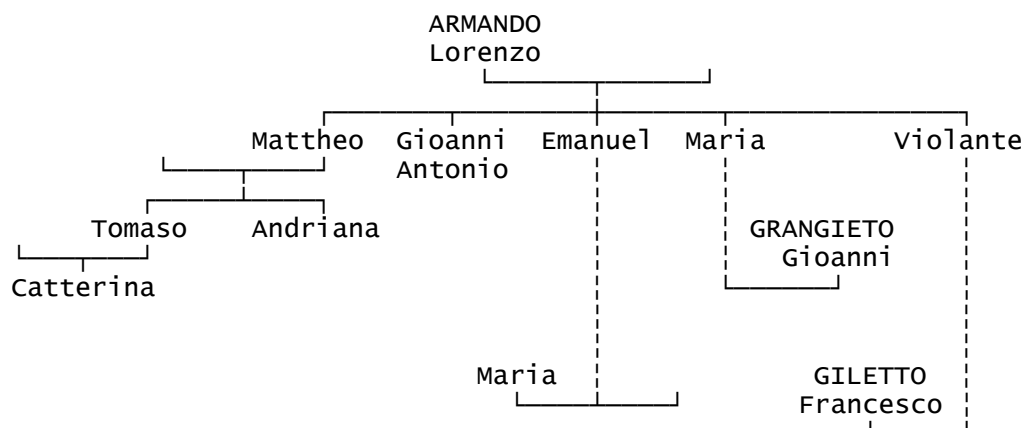 ARMANDO
Lorenzo
Mattheo Gioanni Emanuel Maria Violante
Antonio
Tomaso Andriana GRANGIETO
Gioanni
Catterina
Maria GILETTO
Francesco